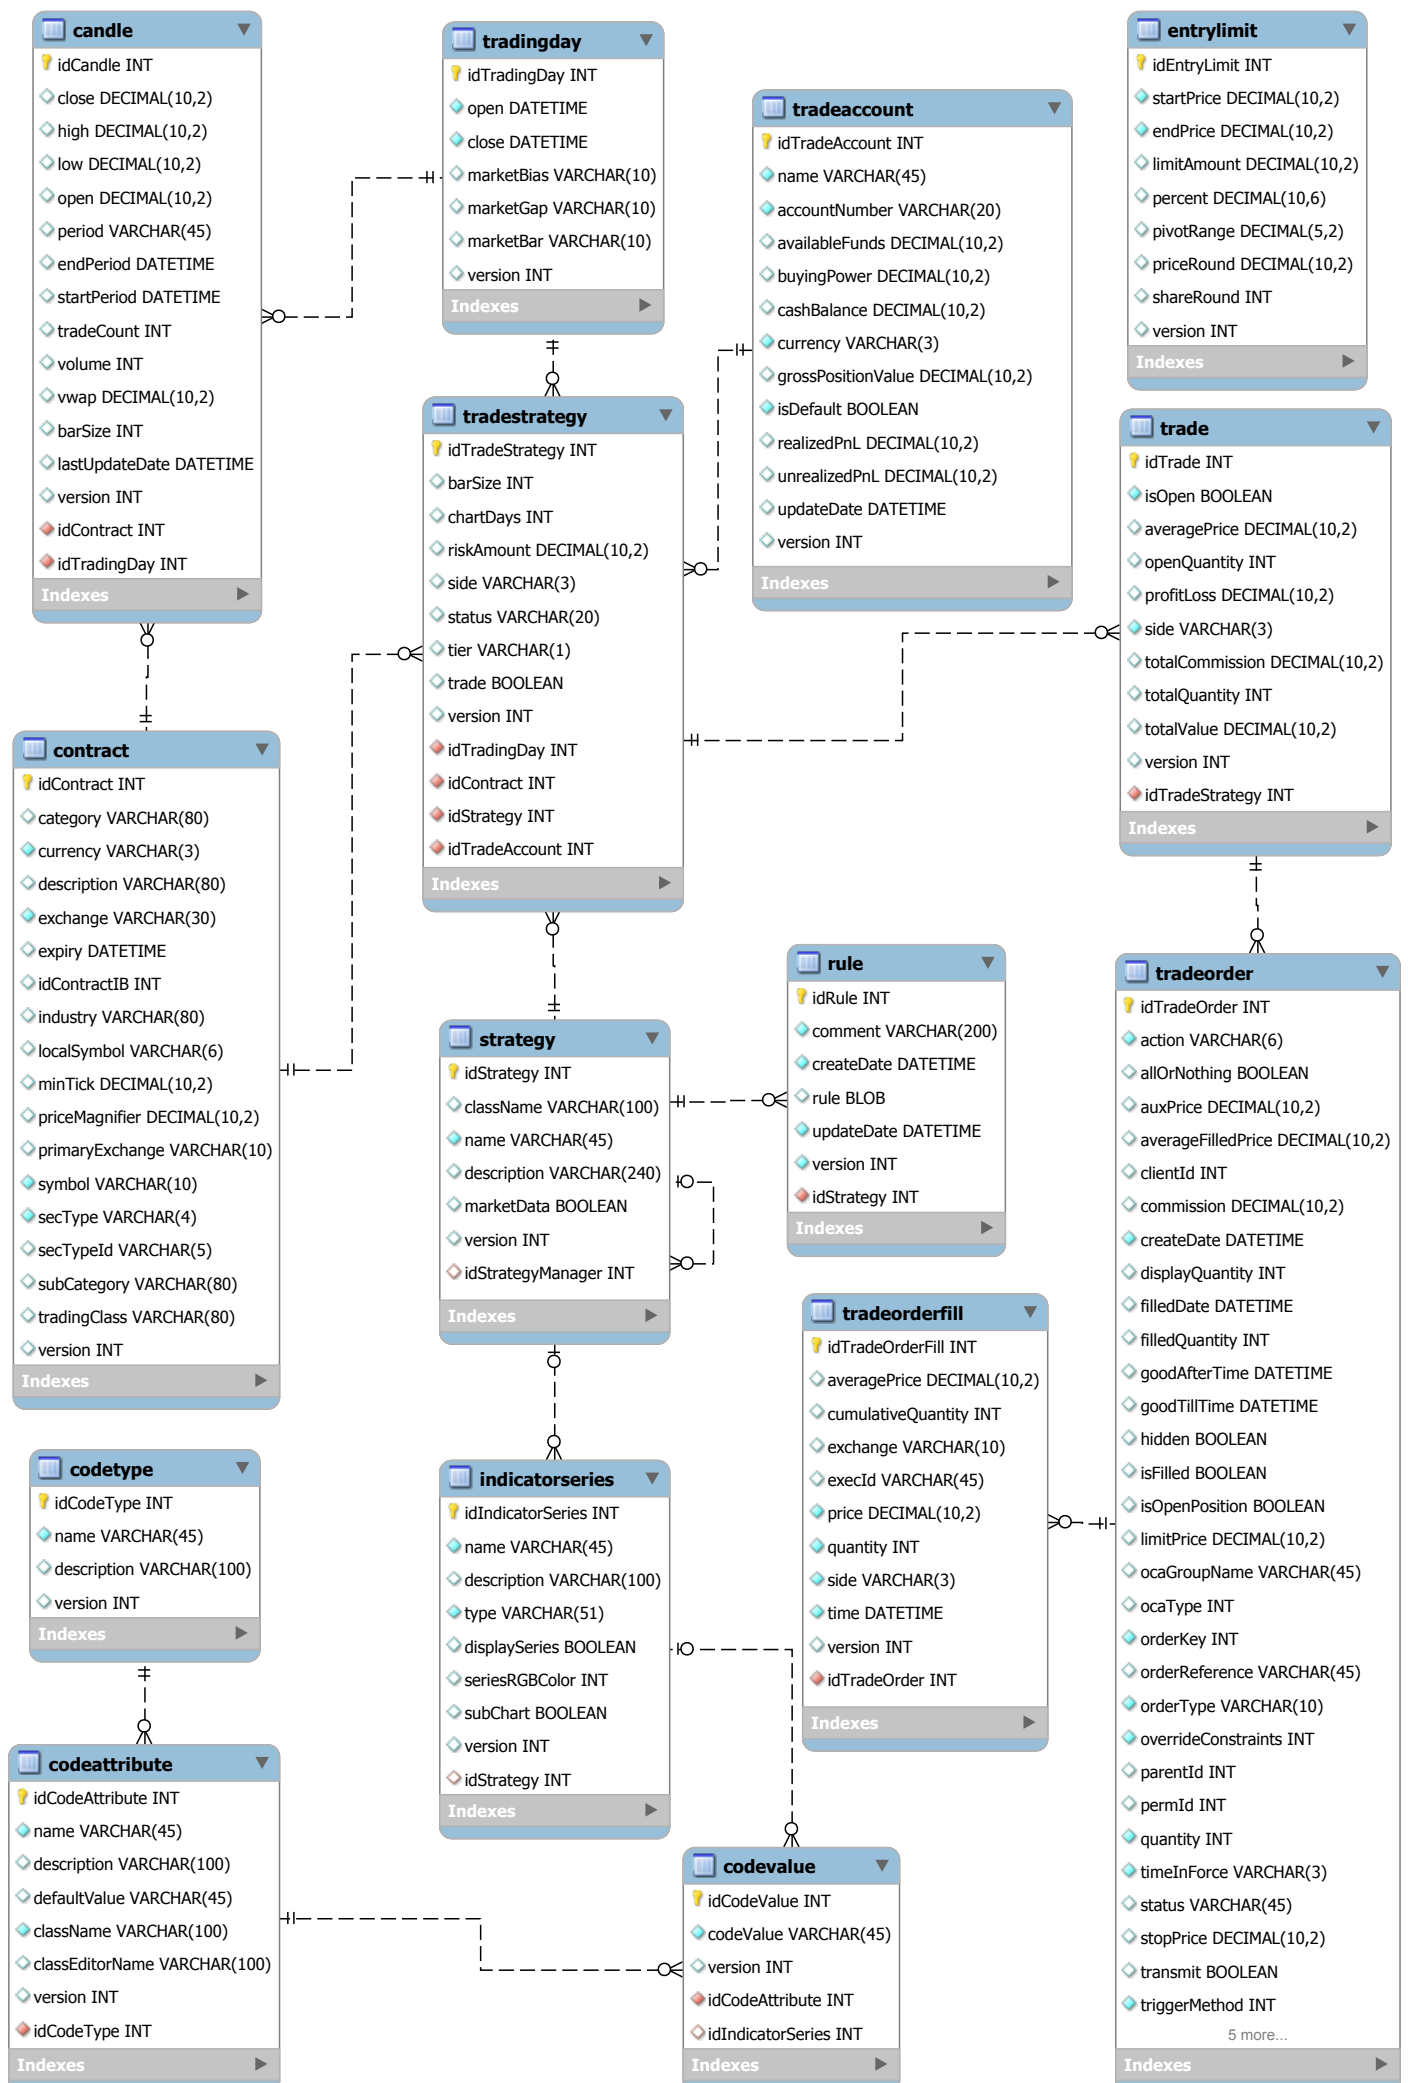 candle
idCandle INT
close DECIMAL(10,2)
high DECIMAL(10,2)
low DECIMAL(10,2)
open DECIMAL(10,2)
period VARCHAR(45)
endPeriod DATETIME
startPeriod DATETIME
tradeCount INT
volume INT
vwap DECIMAL(10,2)
barSize INT
lastUpdateDate DATETIME
version INT
idContract INT
idTradingDay INT
Indexes
tradingday
idTradingDay INT
open DATETIME
close DATETIME
marketBias VARCHAR(10)
marketGap VARCHAR(10)
marketBar VARCHAR(10)
version INT
Indexes
tradeaccount
idTradeAccount INT
name VARCHAR(45)
accountNumber VARCHAR(20)
availableFunds DECIMAL(10,2)
buyingPower DECIMAL(10,2)
cashBalance DECIMAL(10,2)
currency VARCHAR(3)
grossPositionValue DECIMAL(10,2)
isDefault BOOLEAN
realizedPnL DECIMAL(10,2)
unrealizedPnL DECIMAL(10,2)
updateDate DATETIME
version INT
Indexes
entrylimit
idEntryLimit INT
startPrice DECIMAL(10,2)
endPrice DECIMAL(10,2)
limitAmount DECIMAL(10,2)
percent DECIMAL(10,6)
pivotRange DECIMAL(5,2)
priceRound DECIMAL(10,2)
shareRound INT
version INT
Indexes
tradestrategy
idTradeStrategy INT
barSize INT
chartDays INT
riskAmount DECIMAL(10,2)
side VARCHAR(3)
status VARCHAR(20)
tier VARCHAR(1)
trade BOOLEAN
version INT
idTradingDay INT
idContract INT
idStrategy INT
idTradeAccount INT
Indexes
trade
idTrade INT
isOpen BOOLEAN
averagePrice DECIMAL(10,2)
openQuantity INT
profitLoss DECIMAL(10,2)
side VARCHAR(3)
totalCommission DECIMAL(10,2)
totalQuantity INT
totalValue DECIMAL(10,2)
version INT
idTradeStrategy INT
Indexes
contract
idContract INT
category VARCHAR(80)
currency VARCHAR(3)
description VARCHAR(80)
exchange VARCHAR(30)
expiry DATETIME
idContractIB INT
industry VARCHAR(80)
localSymbol VARCHAR(6)
minTick DECIMAL(10,2)
priceMagnifier DECIMAL(10,2)
primaryExchange VARCHAR(10)
symbol VARCHAR(10)
secType VARCHAR(4)
secTypeId VARCHAR(5)
subCategory VARCHAR(80)
tradingClass VARCHAR(80)
version INT
Indexes
strategy
idStrategy INT
className VARCHAR(100)
name VARCHAR(45)
description VARCHAR(240)
marketData BOOLEAN
version INT
idStrategyManager INT
Indexes
rule
idRule INT
comment VARCHAR(200)
createDate DATETIME
rule BLOB
updateDate DATETIME
version INT
idStrategy INT
Indexes
tradeorder
idTradeOrder INT
action VARCHAR(6)
allOrNothing BOOLEAN
auxPrice DECIMAL(10,2)
averageFilledPrice DECIMAL(10,2)
clientId INT
commission DECIMAL(10,2)
createDate DATETIME
displayQuantity INT
filledDate DATETIME
filledQuantity INT
goodAfterTime DATETIME
goodTillTime DATETIME
hidden BOOLEAN
isFilled BOOLEAN
isOpenPosition BOOLEAN
limitPrice DECIMAL(10,2)
ocaGroupName VARCHAR(45)
ocaType INT
orderKey INT
orderReference VARCHAR(45)
orderType VARCHAR(10)
overrideConstraints INT
parentId INT
permId INT
quantity INT
timeInForce VARCHAR(3)
status VARCHAR(45)
stopPrice DECIMAL(10,2)
transmit BOOLEAN
triggerMethod INT
5 more...
Indexes
tradeorderfill
idTradeOrderFill INT
averagePrice DECIMAL(10,2)
cumulativeQuantity INT
exchange VARCHAR(10)
execId VARCHAR(45)
price DECIMAL(10,2)
quantity INT
side VARCHAR(3)
time DATETIME
version INT
idTradeOrder INT
Indexes
codetype
idCodeType INT
name VARCHAR(45)
description VARCHAR(100)
version INT
Indexes
indicatorseries
idIndicatorSeries INT
name VARCHAR(45)
description VARCHAR(100)
type VARCHAR(51)
displaySeries BOOLEAN
seriesRGBColor INT
subChart BOOLEAN
version INT
idStrategy INT
Indexes
codeattribute
idCodeAttribute INT
name VARCHAR(45)
description VARCHAR(100)
defaultValue VARCHAR(45)
className VARCHAR(100)
classEditorName VARCHAR(100)
version INT
idCodeType INT
Indexes
codevalue
idCodeValue INT
codeValue VARCHAR(45)
version INT
idCodeAttribute INT
idIndicatorSeries INT
Indexes